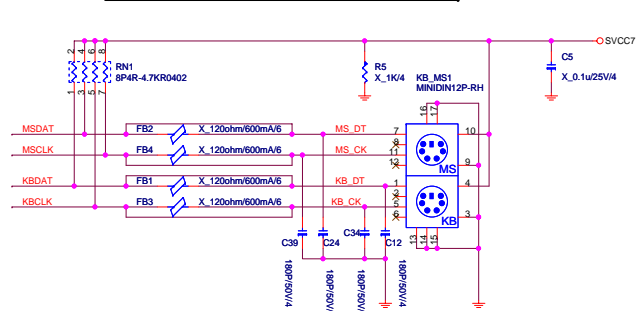 SVCC7
2 4 6 8
RN1
8P4R-4.7KR0402
1 3 5 7
R5
X_1K/4
KB_MS1
MINIDIN12P-RH
C5
X_0.1u/25V/4
16 17
MSDAT FB2 X_120ohm/600mA/6 MS_DT 7 10
8
MSCLK FB4 X_120ohm/600mA/6 MS_CK 11
12 MS 9
KBDAT FB1 X_120ohm/600mA/6 KB_DT 1 4
2
KBCLK FB3 X_120ohm/600mA/6 KB_CK 5
6 KB 3
13 14 15
C39 C24 C34 C12
180P/50V/4
180P/50V/4
180P/50V/4
180P/50V/4